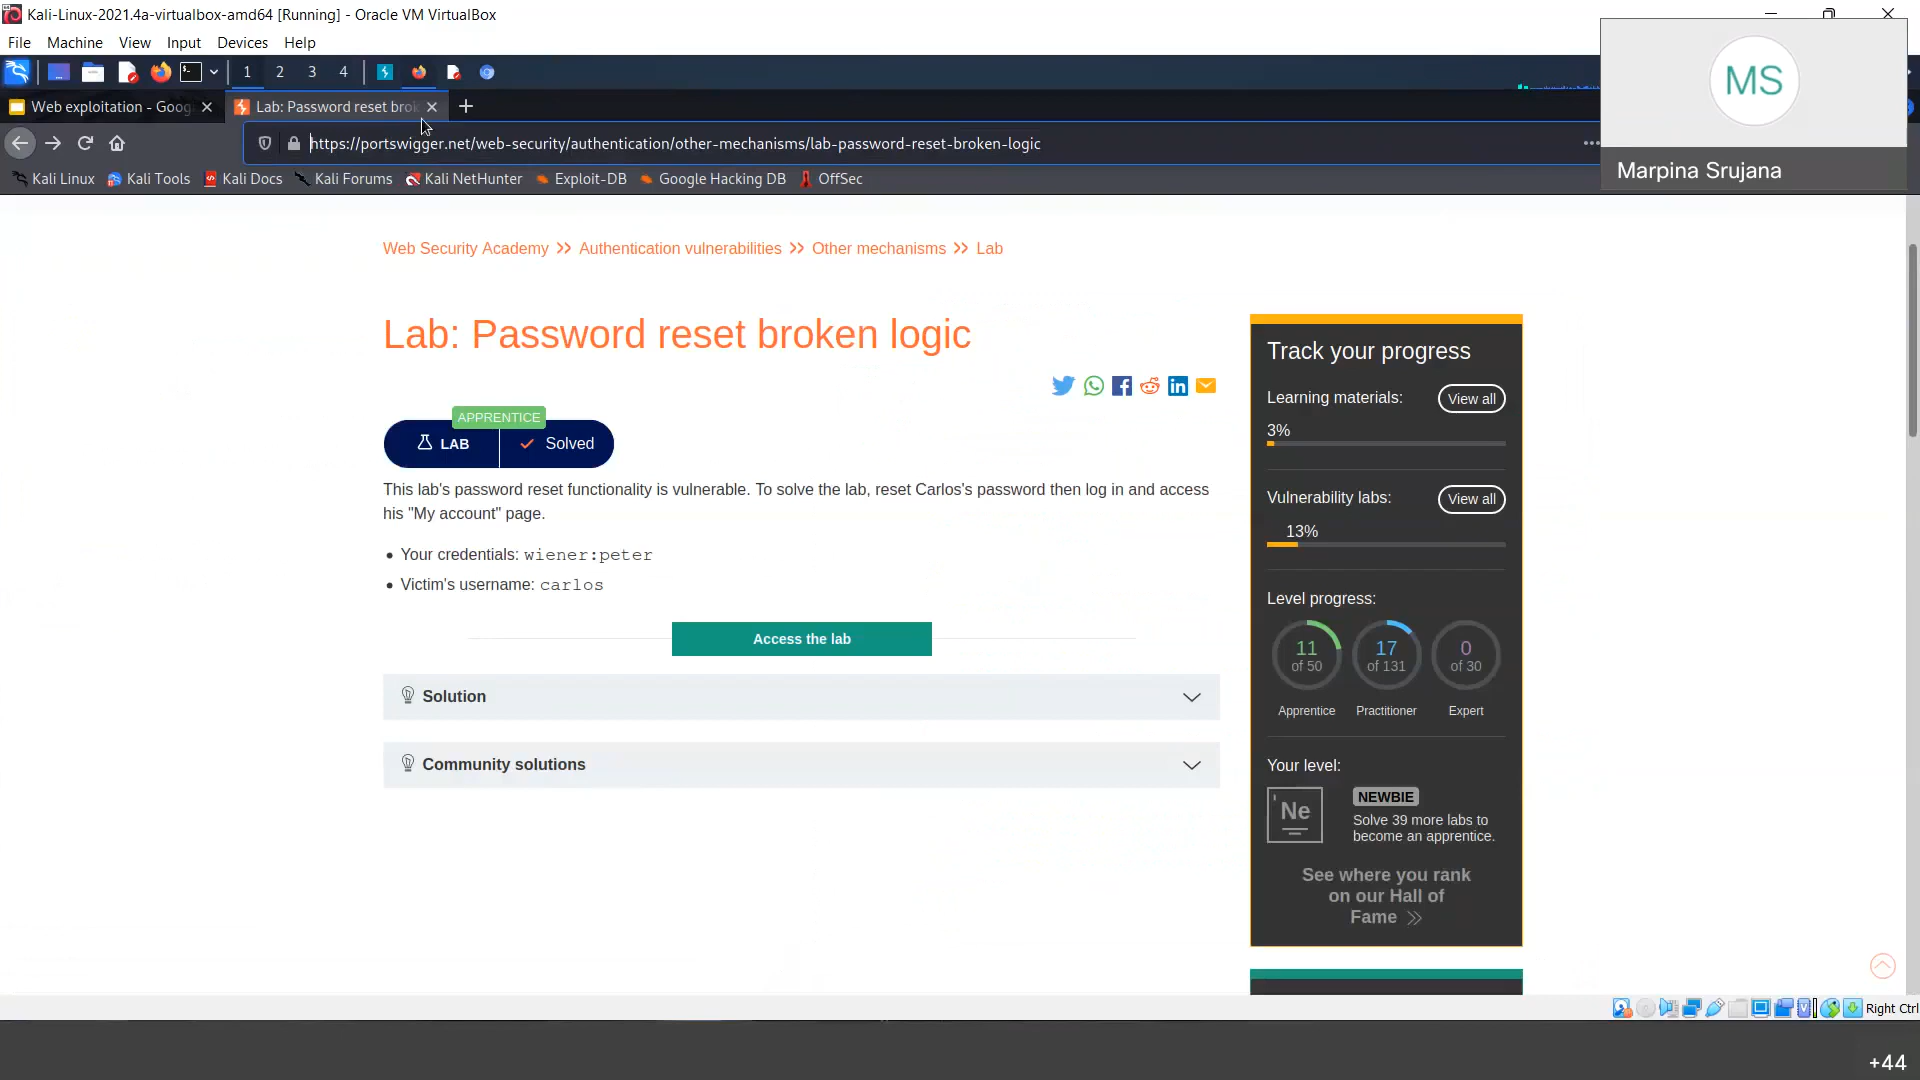 Kali-Linux-2021.4a-virtualbox-amd64 [Running] - Oracle VM VirtualBox
File Machine View Input Devices Help
1 2 3 4
MS
Marpina Srujana
Web exploitation - Goog
Lab: Password reset brok
https://portswigger.net/web-security/authentication/other-mechanisms/lab-password-reset-broken-logic
Kali Linux Kali Tools Kali Docs Kali Forums Kali NetHunter Exploit-DB Google Hacking DB OffSec
Web Security Academy >> Authentication vulnerabilities >> Other mechanisms >> Lab
Lab: Password reset broken logic
APPRENTICE
LAB Solved
This lab's password reset functionality is vulnerable. To solve the lab, reset Carlos's password then log in and access
his "My account" page.
• Your credentials: wiener:peter
• Victim's username: carlos
Access the lab
Solution
Community solutions
Track your progress
Learning materials: View all
3%
Vulnerability labs: View all
13%
Level progress:
11 17 0
of 50 of 131 of 30
Apprentice Practitioner Expert
Your level:
Ne
NEWBIE
Solve 39 more labs to
become an apprentice.
See where you rank
on our Hall of
Fame >>
Right Ctrl
+44